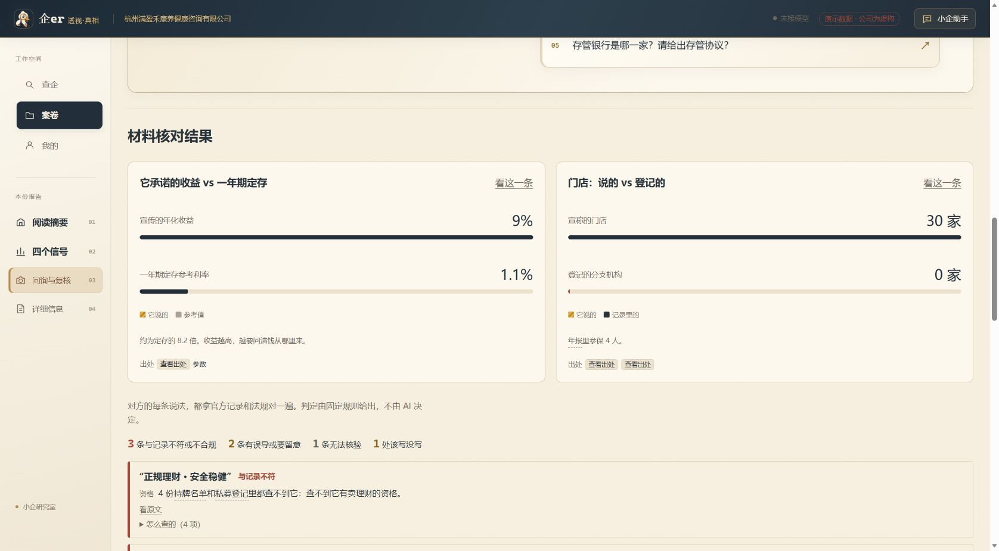 企er 透视·真相
杭州满盈禾康养健康咨询有限公司
未接模型
演示数据 · 公司为虚构
小企助手
工作空间
查企
案卷
我的
本份报告
阅读摘要 01
四个信号 02
问询与复核 03
详细信息 04
小企研究室
05 存管银行是哪一家？请给出存管协议？
材料核对结果
它承诺的收益 vs 一年期定存
看这一条
宣传的年化收益 9%
一年期定存参考利率 1.1%
它说的 参考值
约为定存的 8.2 倍。收益越高，越要问清钱从哪里来。
出处 查看出处 参数
门店：说的 vs 登记的
看这一条
宣称的门店 30 家
登记的分支机构 0 家
它说的 记录里的
年报里参保 4 人。
出处 查看出处 查看出处
对方的每条说法，都拿官方记录和法规对一遍。判定由固定规则给出，不由 AI 决
定。
3 条与记录不符或不合规 2 条有误导或要留意 1 条无法核验 1 处该写没写
“正规理财·安全稳健” 与记录不符
资格 4 份持牌名单和私募登记里都查不到它：查不到它有卖理财的资格。
看原文
怎么查的（4 项）